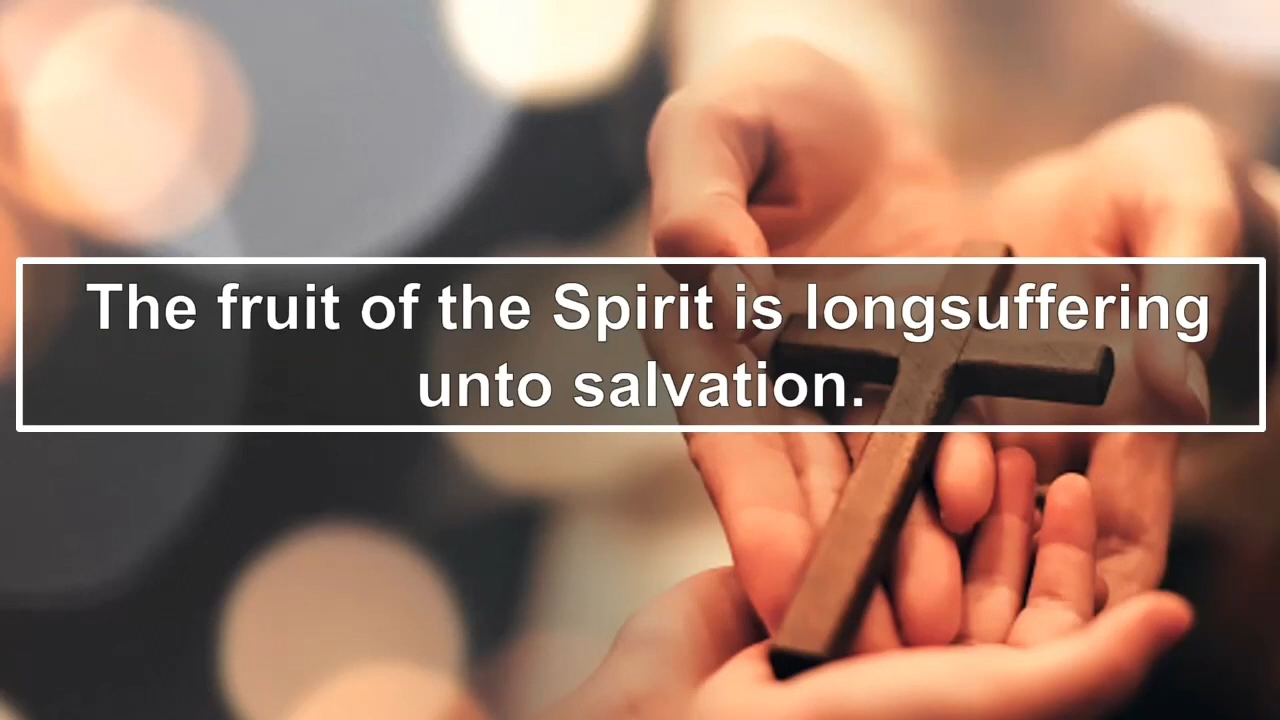 The fruit of the Spirit is longsuffering
unto salvation.